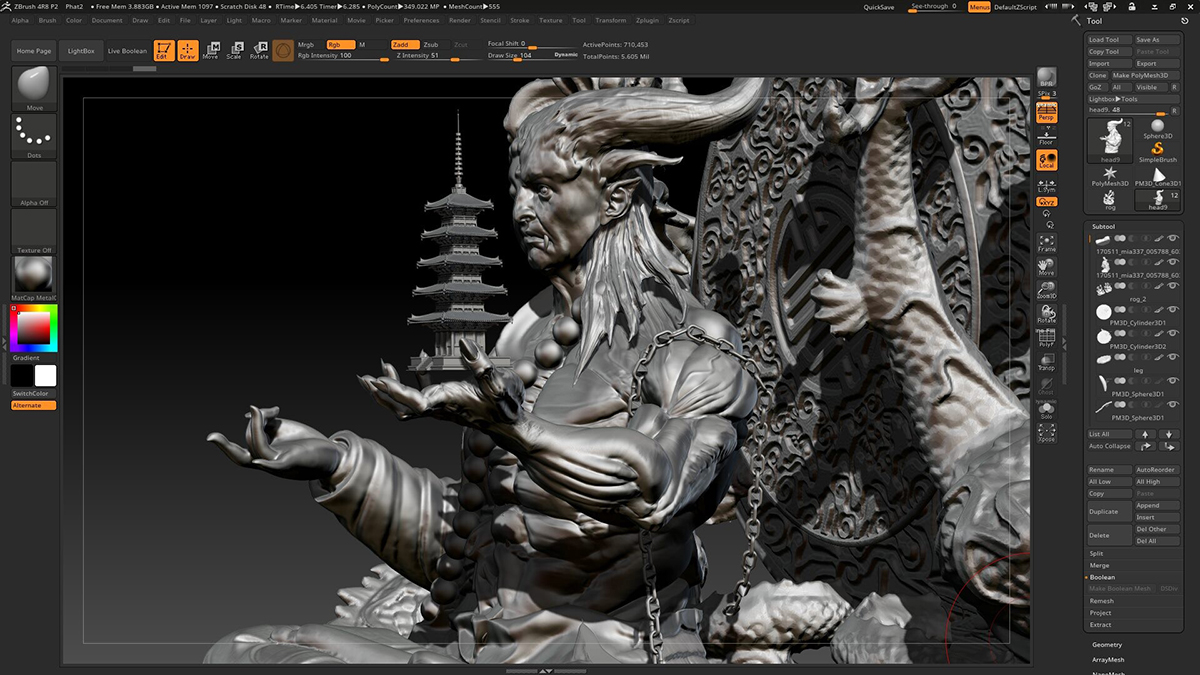 ZBrush 4R8 P2 Phat2 • Free Mem 3.883GB • Active Mem 1097 • Scratch Disk 48 • RTime▶6.405 Timer▶6.285 • PolyCount▶349.022 MP • MeshCount▶555 QuickSave See-through 0 Menus DefaultZScript
Alpha Brush Color Document Draw Edit File Layer Light Macro Marker Material Movie Picker Preferences Render Stencil Stroke Texture Tool Transform Zplugin Zscript
Home Page LightBox Live Boolean Edit Draw Move Scale Rotate
Mrgb Rgb M Zadd Zsub Zcut Focal Shift 0 ActivePoints: 710,453
Rgb Intensity 100 Z Intensity 51 Draw Size 104 Dynamic TotalPoints: 5.605 Mil
Move
Dots
Alpha Off
Texture Off
MatCap Metal
Gradient
SwitchColor
Alternate
BPR
SPix 3
Persp
Floor
Local
L.Sym
XYZ
Frame
Move
Zoom3D
Rotate
PolyF
Transp
Ghost
Dynamic
Solo
Xpose
Tool
Load Tool Save As
Copy Tool Paste Tool
Import Export
Clone Make PolyMesh3D
GoZ All Visible R
Lightbox▶Tools
head9. 48 R
12
head9 Sphere3D
SimpleBrush
PolyMesh3D PM3D_Cone3D1
12
rog head9
Subtool
170511_mia337_005788_60
170511_mia337_005788_60
rog_2
PM3D_Cylinder3D1
PM3D_Cylinder3D2
leg
PM3D_Sphere3D1
PM3D_Sphere3D1
List All
Auto Collapse
Rename AutoReorder
All Low All High
Copy Paste
Duplicate Append
Insert
Delete Del Other
Del All
Split
Merge
Boolean
Make Boolean Mesh DSDiv
Remesh
Project
Extract
Geometry
ArrayMesh
NanoMesh